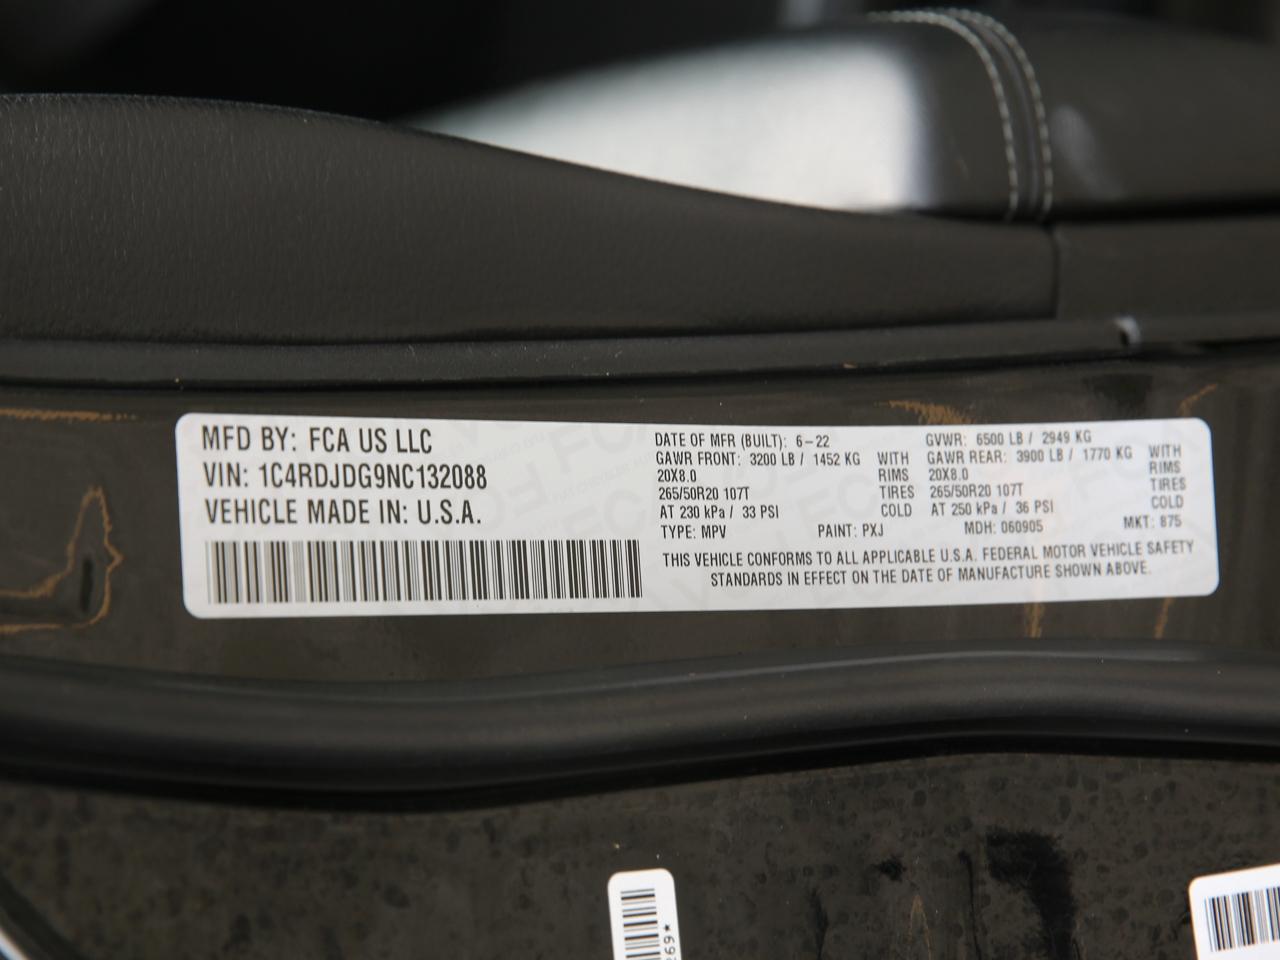 MFD BY: FCA US LLC
VIN: 1C4RDJDG9NC132088
VEHICLE MADE IN: U.S.A.
DATE OF MFR (BUILT): 6-22 GVWR: 6500 LB / 2949 KG
GAWR FRONT: 3200 LB / 1452 KG WITH GAWR REAR: 3900 LB / 1770 KG WITH
20X8.0 RIMS 20X8.0 RIMS
265/50R20 107T TIRES 265/50R20 107T TIRES
AT 230 kPa / 33 PSI COLD AT 250 kPa / 36 PSI COLD
TYPE: MPV PAINT: PXJ MDH: 060905 MKT: 875
THIS VEHICLE CONFORMS TO ALL APPLICABLE U.S.A. FEDERAL MOTOR VEHICLE SAFETY
STANDARDS IN EFFECT ON THE DATE OF MANUFACTURE SHOWN ABOVE.
269*